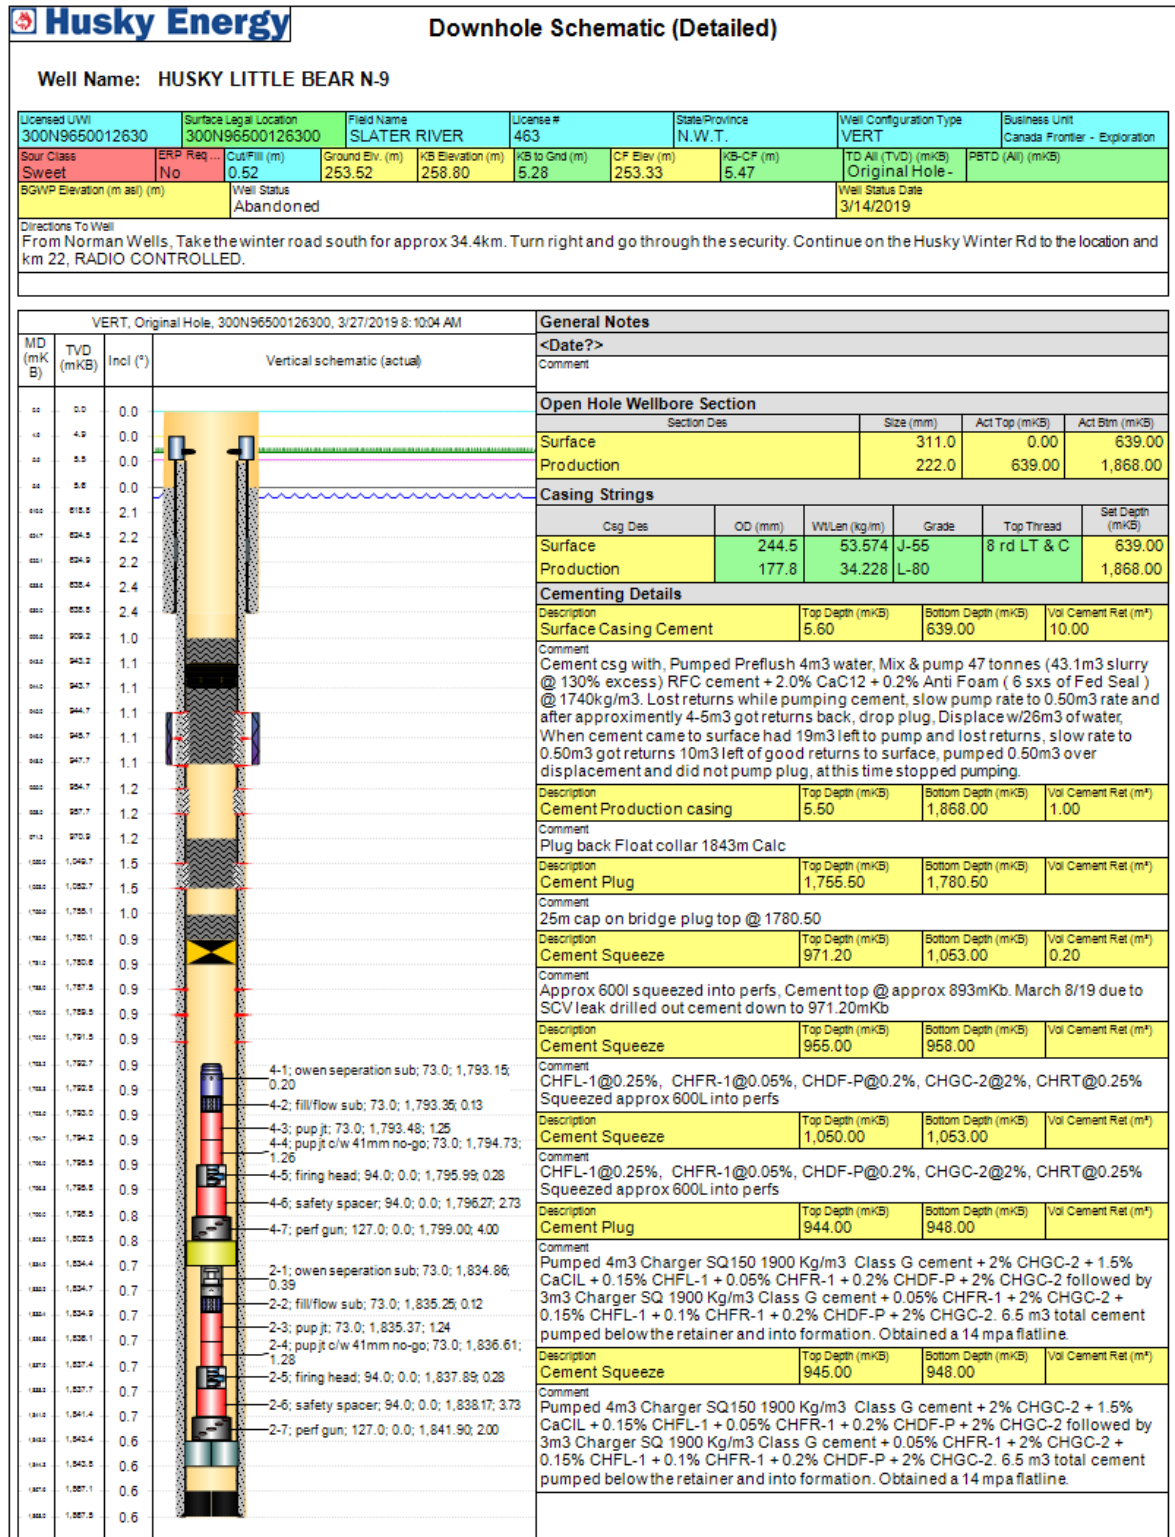 Husky Energy
Downhole Schematic (Detailed)
Well Name: HUSKY LITTLE BEAR N-9
Licensed UWI Surface Legal Location Field Name License # State/Province Well Configuration Type Business Unit
300N9650012630 300N96500126300 SLATER RIVER 463 N.W.T. VERT Canada Frontier - Exploration
Sour Class ERP Req ... Cut/Fill (m) Ground Elv. (m) KB Elevation (m) KB to Gnd (m) CF Elev (m) KB-CF (m) TD All (TVD) (mKB) PBTD (All) (mKB)
Sweet No 0.52 253.52 258.80 5.28 253.33 5.47 Original Hole -
BGWP Elevation (m asl) (m) Well Status Well Status Date
Abandoned 3/14/2019
Directions To Well
From Norman Wells, Take the winter road south for approx 34.4km. Turn right and go through the security. Continue on the Husky Winter Rd to the location and
km 22, RADIO CONTROLLED.
VERT, Original Hole, 300N96500126300, 3/27/2019 8:10:04 AM
MD (mKB) TVD (mKB) Incl (°) Vertical schematic (actual)
0.0 0.0
4.9 0.0
5.5 0.0
5.6 0.0
618.8 2.1
624.5 2.2
624.9 2.2
638.4 2.4
638.8 2.4
909.2 1.0
943.2 1.1
943.7 1.1
944.7 1.1
945.7 1.1
947.7 1.1
954.7 1.2
957.7 1.2
970.9 1.2
1,049.7 1.5
1,052.7 1.5
1,755.1 1.0
1,780.1 0.9
1,780.6 0.9
1,787.5 0.9
1,789.5 0.9
1,791.5 0.9
1,792.7 0.9
1,792.8 0.9
1,793.0 0.9
1,794.2 0.9
1,795.5 0.9
1,795.8 0.9
1,798.5 0.8
1,802.5 0.8
1,834.4 0.7
1,834.7 0.7
1,834.9 0.7
1,836.1 0.7
1,837.4 0.7
1,837.7 0.7
1,841.4 0.7
1,843.4 0.6
1,843.8 0.6
1,867.1 0.6
1,867.5 0.6
4-1; owen seperation sub; 73.0; 1,793.15;
0.20
4-2; fill/flow sub; 73.0; 1,793.35; 0.13
4-3; pup jt; 73.0; 1,793.48; 1.25
4-4; pup jt c/w 41mm no-go; 73.0; 1,794.73;
1.26
4-5; firing head; 94.0; 0.0; 1,795.99; 0.28
4-6; safety spacer; 94.0; 0.0; 1,796.27; 2.73
4-7; perf gun; 127.0; 0.0; 1,799.00; 4.00
2-1; owen seperation sub; 73.0; 1,834.86;
0.39
2-2; fill/flow sub; 73.0; 1,835.25; 0.12
2-3; pup jt; 73.0; 1,835.37; 1.24
2-4; pup jt c/w 41mm no-go; 73.0; 1,836.61;
1.28
2-5; firing head; 94.0; 0.0; 1,837.89; 0.28
2-6; safety spacer; 94.0; 0.0; 1,838.17; 3.73
2-7; perf gun; 127.0; 0.0; 1,841.90; 2.00
General Notes
<Date?>
Comment
Open Hole Wellbore Section
Section Des Size (mm) Act Top (mKB) Act Btm (mKB)
Surface 311.0 0.00 639.00
Production 222.0 639.00 1,868.00
Casing Strings
Csg Des OD (mm) Wt/Len (kg/m) Grade Top Thread Set Depth (mKB)
Surface 244.5 53.574 J-55 8 rd LT & C 639.00
Production 177.8 34.228 L-80 1,868.00
Cementing Details
Description Top Depth (mKB) Bottom Depth (mKB) Vol Cement Ret (m³)
Surface Casing Cement 5.60 639.00 10.00
Comment
Cement csg with, Pumped Preflush 4m3 water, Mix & pump 47 tonnes (43.1m3 slurry
@ 130% excess) RFC cement + 2.0% CaC12 + 0.2% Anti Foam ( 6 sxs of Fed Seal )
@ 1740kg/m3. Lost returns while pumping cement, slow pump rate to 0.50m3 rate and
after approximently 4-5m3 got returns back, drop plug, Displace w/26m3 of water,
When cement came to surface had 19m3 left to pump and lost returns, slow rate to
0.50m3 got returns 10m3 left of good returns to surface, pumped 0.50m3 over
displacement and did not pump plug, at this time stopped pumping.
Description Top Depth (mKB) Bottom Depth (mKB) Vol Cement Ret (m³)
Cement Production casing 5.50 1,868.00 1.00
Comment
Plug back Float collar 1843m Calc
Description Top Depth (mKB) Bottom Depth (mKB) Vol Cement Ret (m³)
Cement Plug 1,755.50 1,780.50
Comment
25m cap on bridge plug top @ 1780.50
Description Top Depth (mKB) Bottom Depth (mKB) Vol Cement Ret (m³)
Cement Squeeze 971.20 1,053.00 0.20
Comment
Approx 600l squeezed into perfs, Cement top @ approx 893mKb. March 8/19 due to
SCV leak drilled out cement down to 971.20mKb
Description Top Depth (mKB) Bottom Depth (mKB) Vol Cement Ret (m³)
Cement Squeeze 955.00 958.00
Comment
CHFL-1@0.25%, CHFR-1@0.05%, CHDF-P@0.2%, CHGC-2@2%, CHRT@0.25%
Squeezed approx 600L into perfs
Description Top Depth (mKB) Bottom Depth (mKB) Vol Cement Ret (m³)
Cement Squeeze 1,050.00 1,053.00
Comment
CHFL-1@0.25%, CHFR-1@0.05%, CHDF-P@0.2%, CHGC-2@2%, CHRT@0.25%
Squeezed approx 600L into perfs
Description Top Depth (mKB) Bottom Depth (mKB) Vol Cement Ret (m³)
Cement Plug 944.00 948.00
Comment
Pumped 4m3 Charger SQ150 1900 Kg/m3 Class G cement + 2% CHGC-2 + 1.5%
CaCIL + 0.15% CHFL-1 + 0.05% CHFR-1 + 0.2% CHDF-P + 2% CHGC-2 followed by
3m3 Charger SQ 1900 Kg/m3 Class G cement + 0.05% CHFR-1 + 2% CHGC-2 +
0.15% CHFL-1 + 0.1% CHFR-1 + 0.2% CHDF-P + 2% CHGC-2. 6.5 m3 total cement
pumped below the retainer and into formation. Obtained a 14 mpa flatline.
Description Top Depth (mKB) Bottom Depth (mKB) Vol Cement Ret (m³)
Cement Squeeze 945.00 948.00
Comment
Pumped 4m3 Charger SQ150 1900 Kg/m3 Class G cement + 2% CHGC-2 + 1.5%
CaCIL + 0.15% CHFL-1 + 0.05% CHFR-1 + 0.2% CHDF-P + 2% CHGC-2 followed by
3m3 Charger SQ 1900 Kg/m3 Class G cement + 0.05% CHFR-1 + 2% CHGC-2 +
0.15% CHFL-1 + 0.1% CHFR-1 + 0.2% CHDF-P + 2% CHGC-2. 6.5 m3 total cement
pumped below the retainer and into formation. Obtained a 14 mpa flatline.